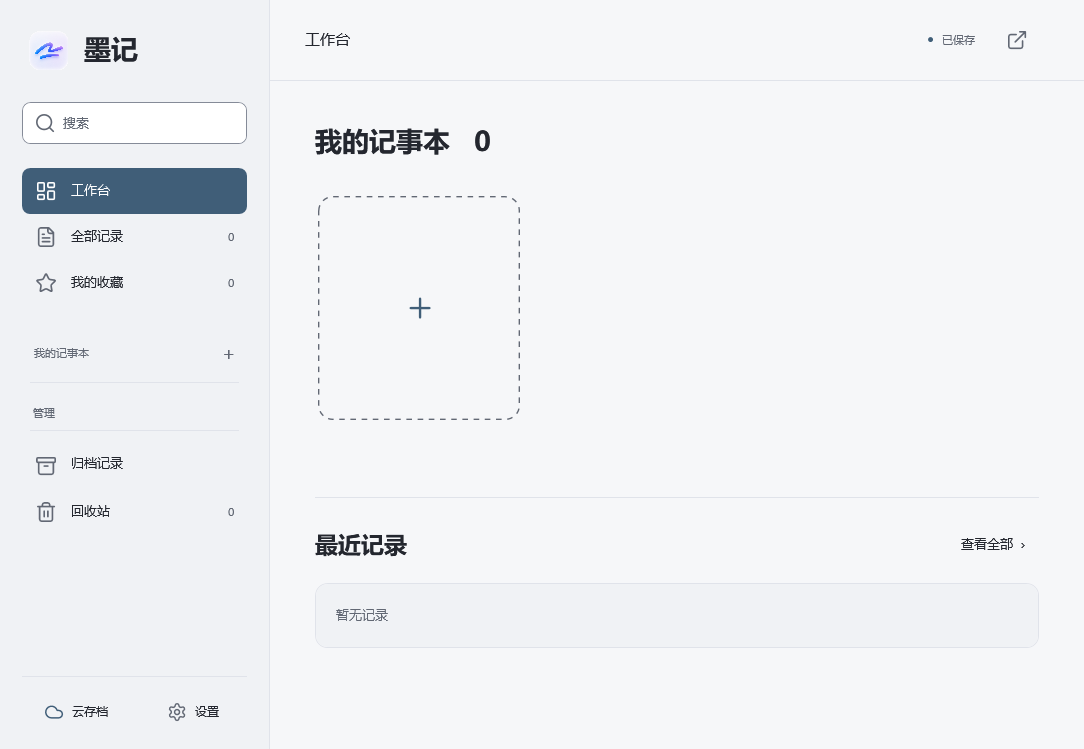 墨记
搜索
工作台
全部记录 0
我的收藏 0
我的记事本 +
管理
归档记录
回收站 0
云存档 设置
工作台 已保存
我的记事本 0
最近记录 查看全部 ›
暂无记录